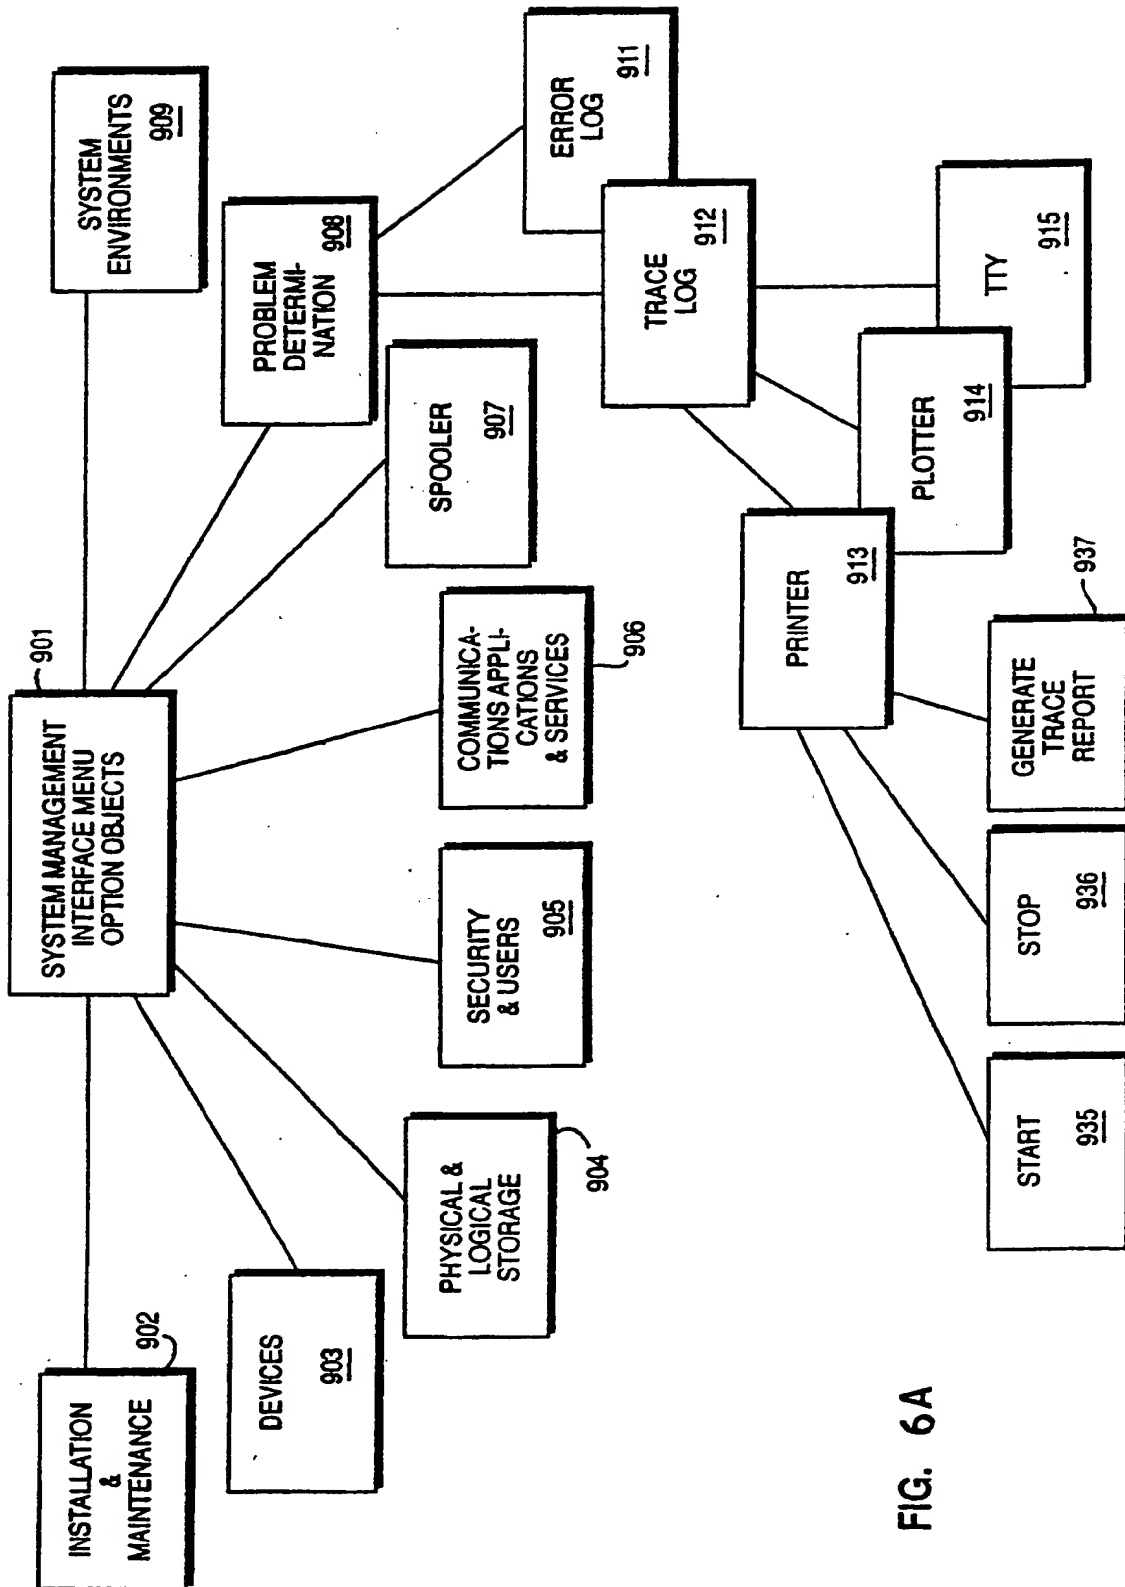 901
SYSTEM MANAGEMENT
INTERFACE MENU
OPTION OBJECTS
INSTALLATION
&
MAINTENANCE
902
DEVICES
903
PHYSICAL &
LOGICAL
STORAGE
904
SECURITY
& USERS
905
COMMUNICA-
TIONS APPLI-
CATIONS
& SERVICES
906
SPOOLER
907
PROBLEM
DETERMI-
NATION
908
SYSTEM
ENVIRONMENTS
909
ERROR
LOG
911
TRACE
LOG
912
PRINTER
913
PLOTTER
914
TTY
915
START
935
STOP
936
GENERATE
TRACE
REPORT
937
FIG. 6A